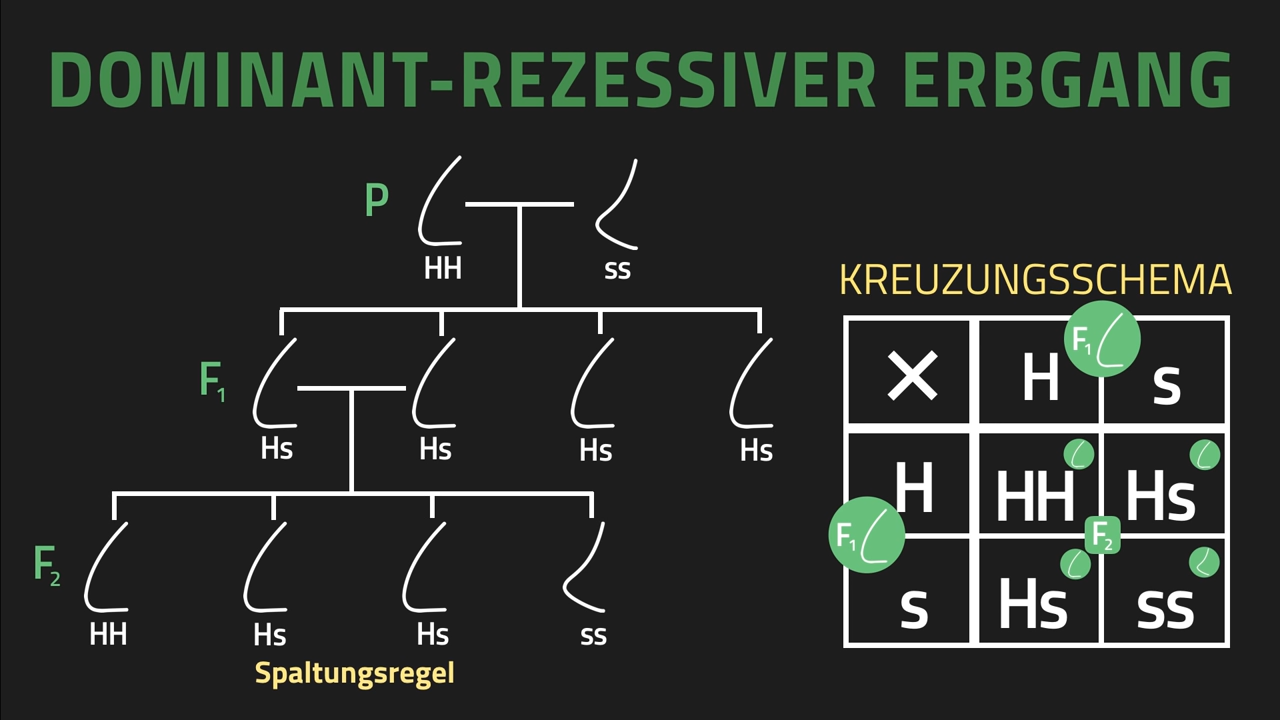 DOMINANT-REZESSIVER ERBGANG
P
HH ss
F₁
Hs Hs Hs Hs
F₂
HH Hs Hs ss
Spaltungsregel
KREUZUNGSSCHEMA
F₁
× H s
H HH Hs
F₁ F₂
s Hs ss